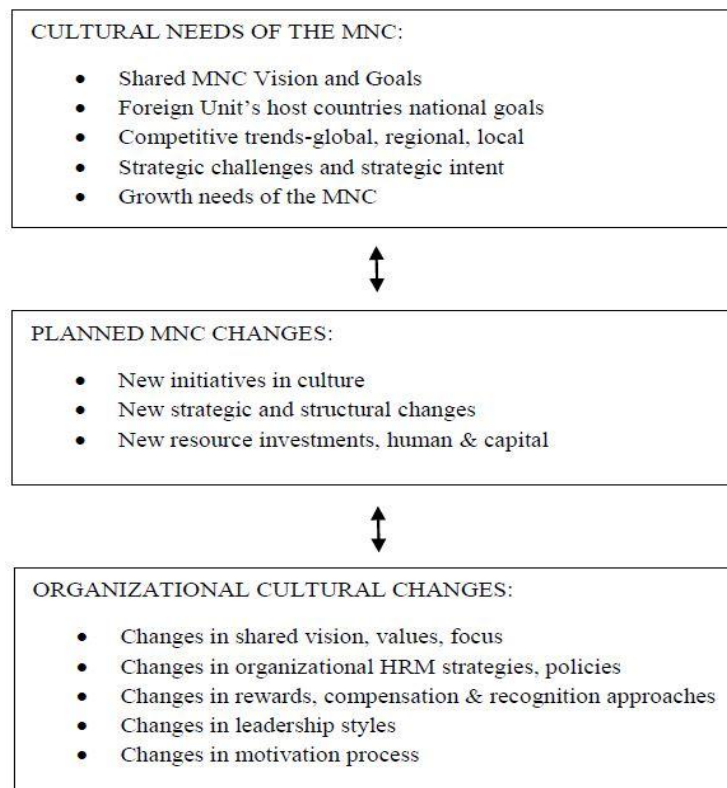 CULTURAL NEEDS OF THE MNC:
• Shared MNC Vision and Goals
• Foreign Unit's host countries national goals
• Competitive trends-global, regional, local
• Strategic challenges and strategic intent
• Growth needs of the MNC
PLANNED MNC CHANGES:
• New initiatives in culture
• New strategic and structural changes
• New resource investments, human & capital
ORGANIZATIONAL CULTURAL CHANGES:
• Changes in shared vision, values, focus
• Changes in organizational HRM strategies, policies
• Changes in rewards, compensation & recognition approaches
• Changes in leadership styles
• Changes in motivation process